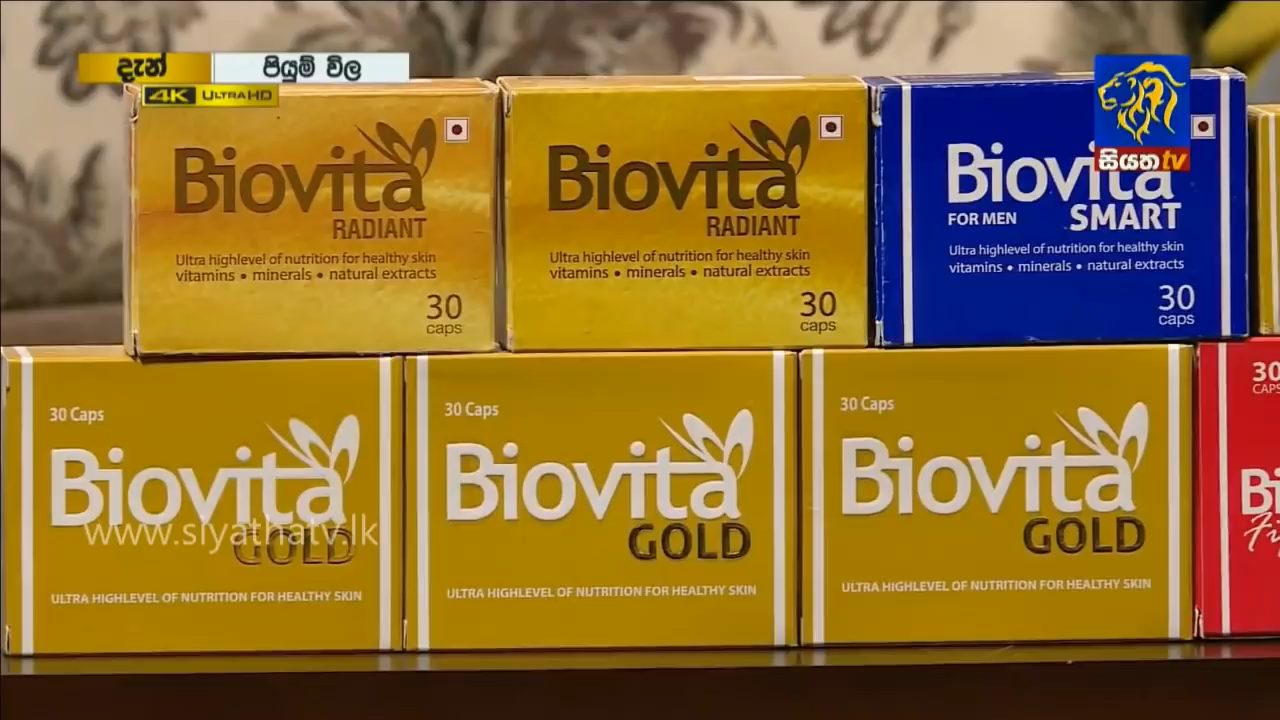 දැන්
පියුම් විල
4K ULTRA HD
සියත tv
Biovita
RADIANT
Ultra highlevel of nutrition for healthy skin
vitamins • minerals • natural extracts
30
caps
Biovita
RADIANT
Ultra highlevel of nutrition for healthy skin
vitamins • minerals • natural extracts
30
caps
Biovita
FOR MEN SMART
Ultra highlevel of nutrition for healthy skin
vitamins • minerals • natural extracts
30
caps
30 Caps
Biovita
GOLD
ULTRA HIGHLEVEL OF NUTRITION FOR HEALTHY SKIN
www.siyathatv.lk
30 Caps
Biovita
GOLD
ULTRA HIGHLEVEL OF NUTRITION FOR HEALTHY SKIN
30 Caps
Biovita
GOLD
ULTRA HIGHLEVEL OF NUTRITION FOR HEALTHY SKIN
30
CAPS